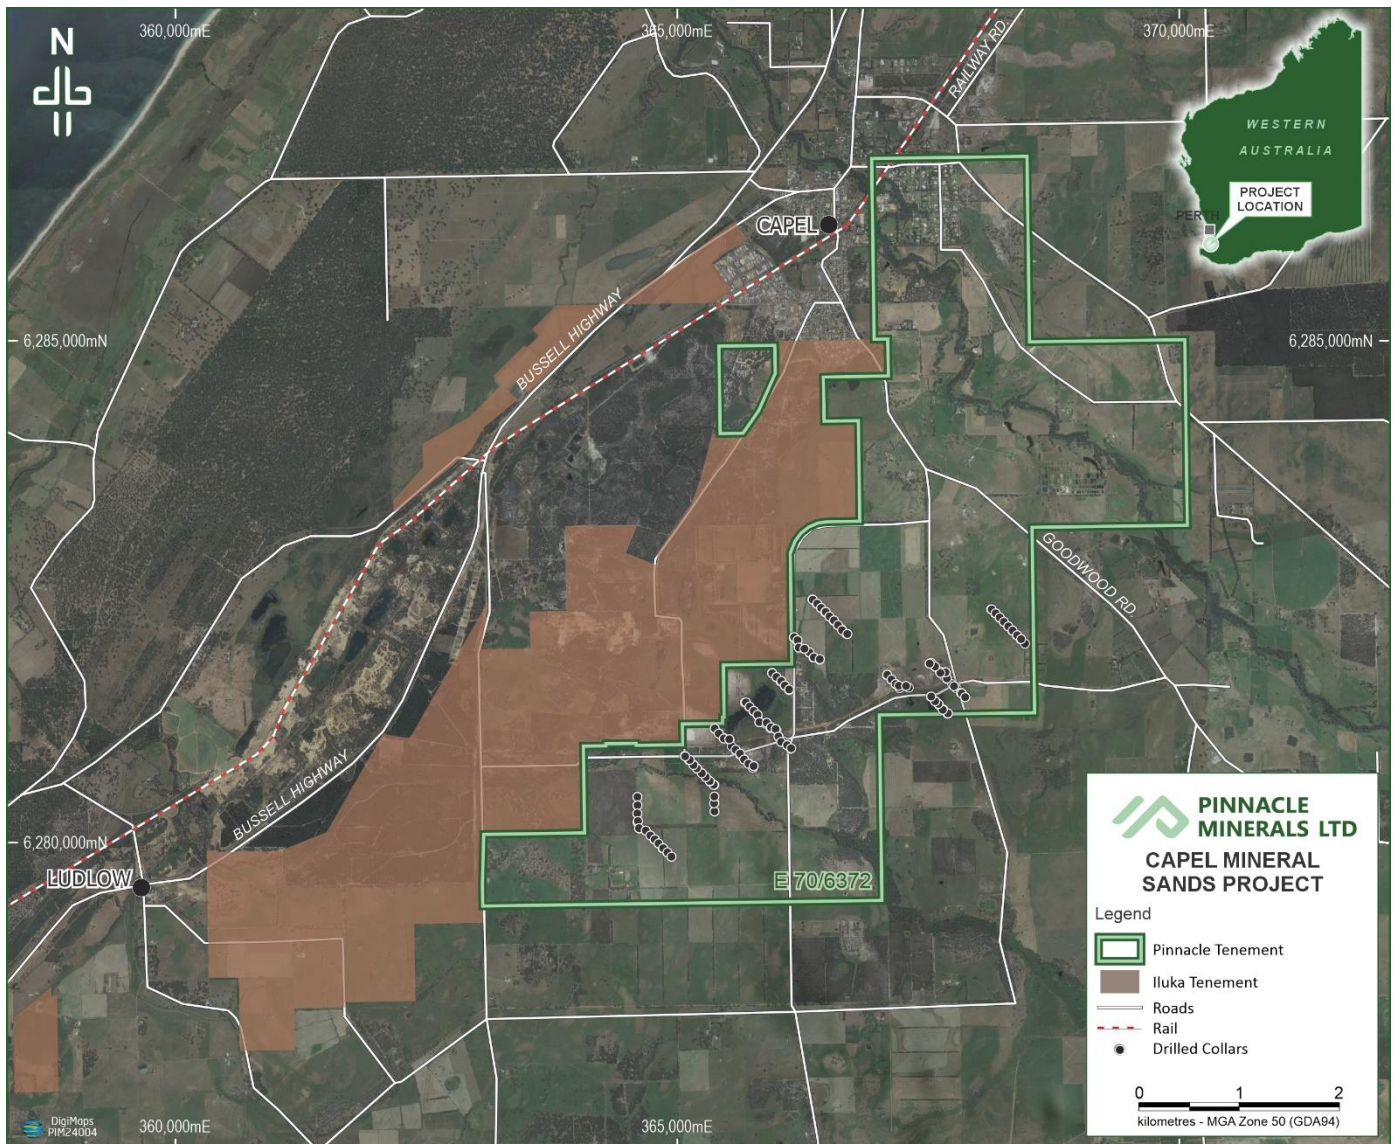 360,000mE
365,000mE
370,000mE
N
RAILWAY RD.
WESTERN
AUSTRALIA
PROJECT
LOCATION
PERTH
CAPEL
6,285,000mN
6,285,000mN
BUSSELL HIGHWAY
GOODWOOD RD
BUSSELL HIGHWAY
6,280,000mN
LUDLOW
E 70/6372
PINNACLE
MINERALS LTD
CAPEL MINERAL
SANDS PROJECT
Legend
Pinnacle Tenement
Iluka Tenement
Roads
Rail
Drilled Collars
0 1 2
kilometres - MGA Zone 50 (GDA94)
DigiMaps
PIM24004
360,000mE
365,000mE